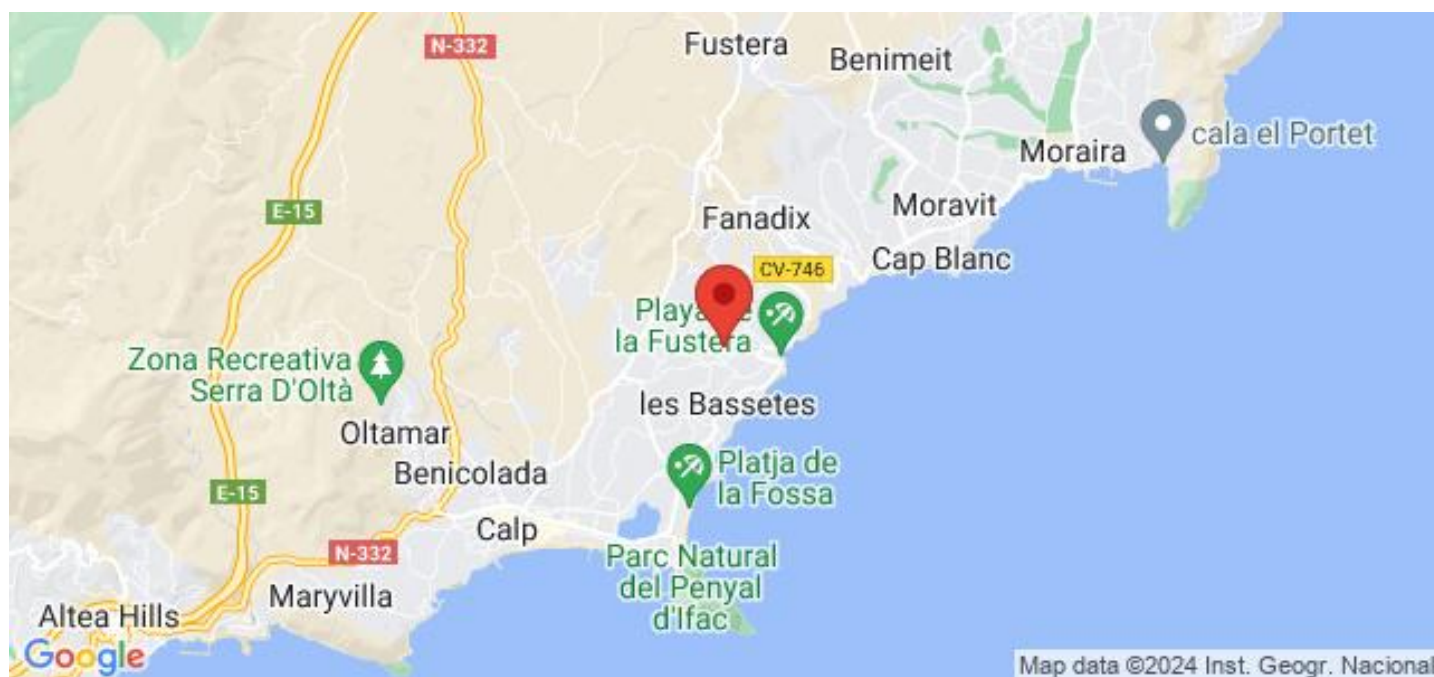 N-332
Fustera
Benimeit
cala el Portet
Moraira
E-15
Moravit
Fanadix
Cap Blanc
CV-746
Playa de
la Fustera
Zona Recreativa
Serra D'Oltà
les Bassetes
Oltamar
Benicolada
Platja de
la Fossa
E-15
Calp
N-332
Parc Natural
del Penyal
d'Ifac
Maryvilla
Altea Hills
Google
Map data ©2024 Inst. Geogr. Nacional